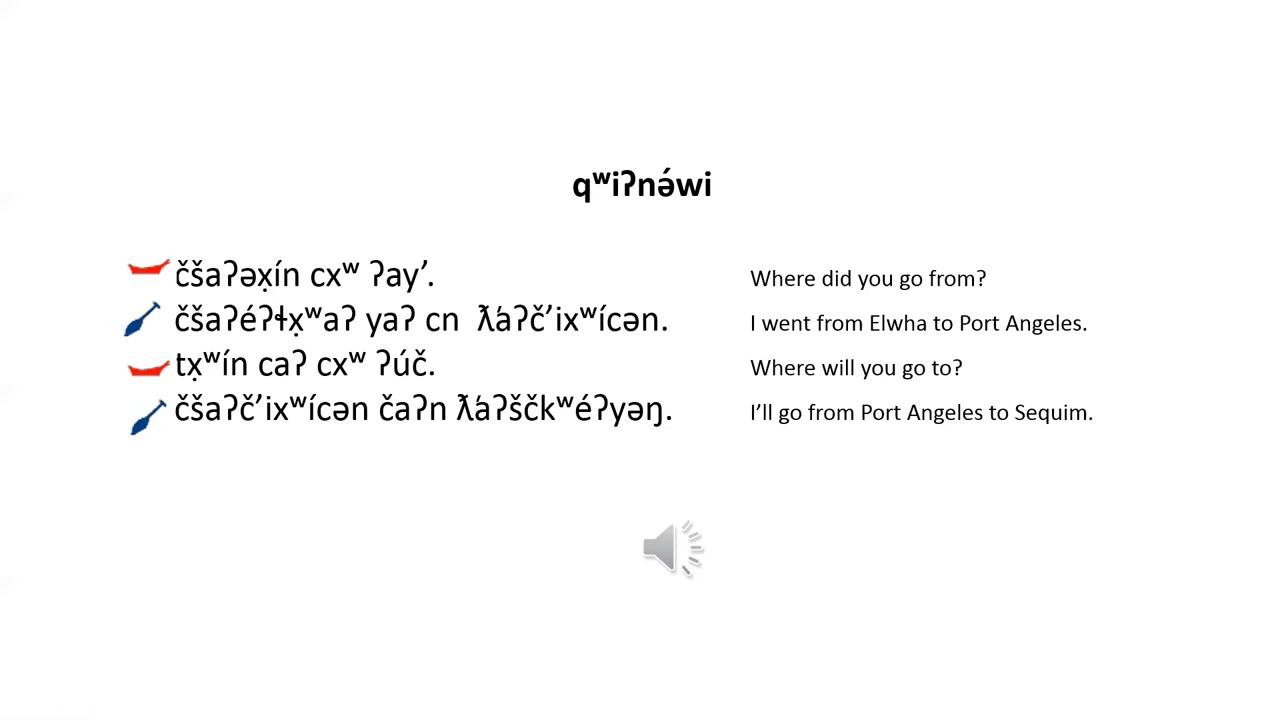 qʷiʔnə́wi
čšaʔəx̣ín cxʷ ʔay’. Where did you go from?
čšaʔéʔɬx̣ʷaʔ yaʔ cn ƛ̓áʔč’ixʷícən. I went from Elwha to Port Angeles.
tx̣ʷín caʔ cxʷ ʔúč. Where will you go to?
čšaʔč’ixʷícən čaʔn ƛ̓áʔščkʷéʔyəŋ. I’ll go from Port Angeles to Sequim.